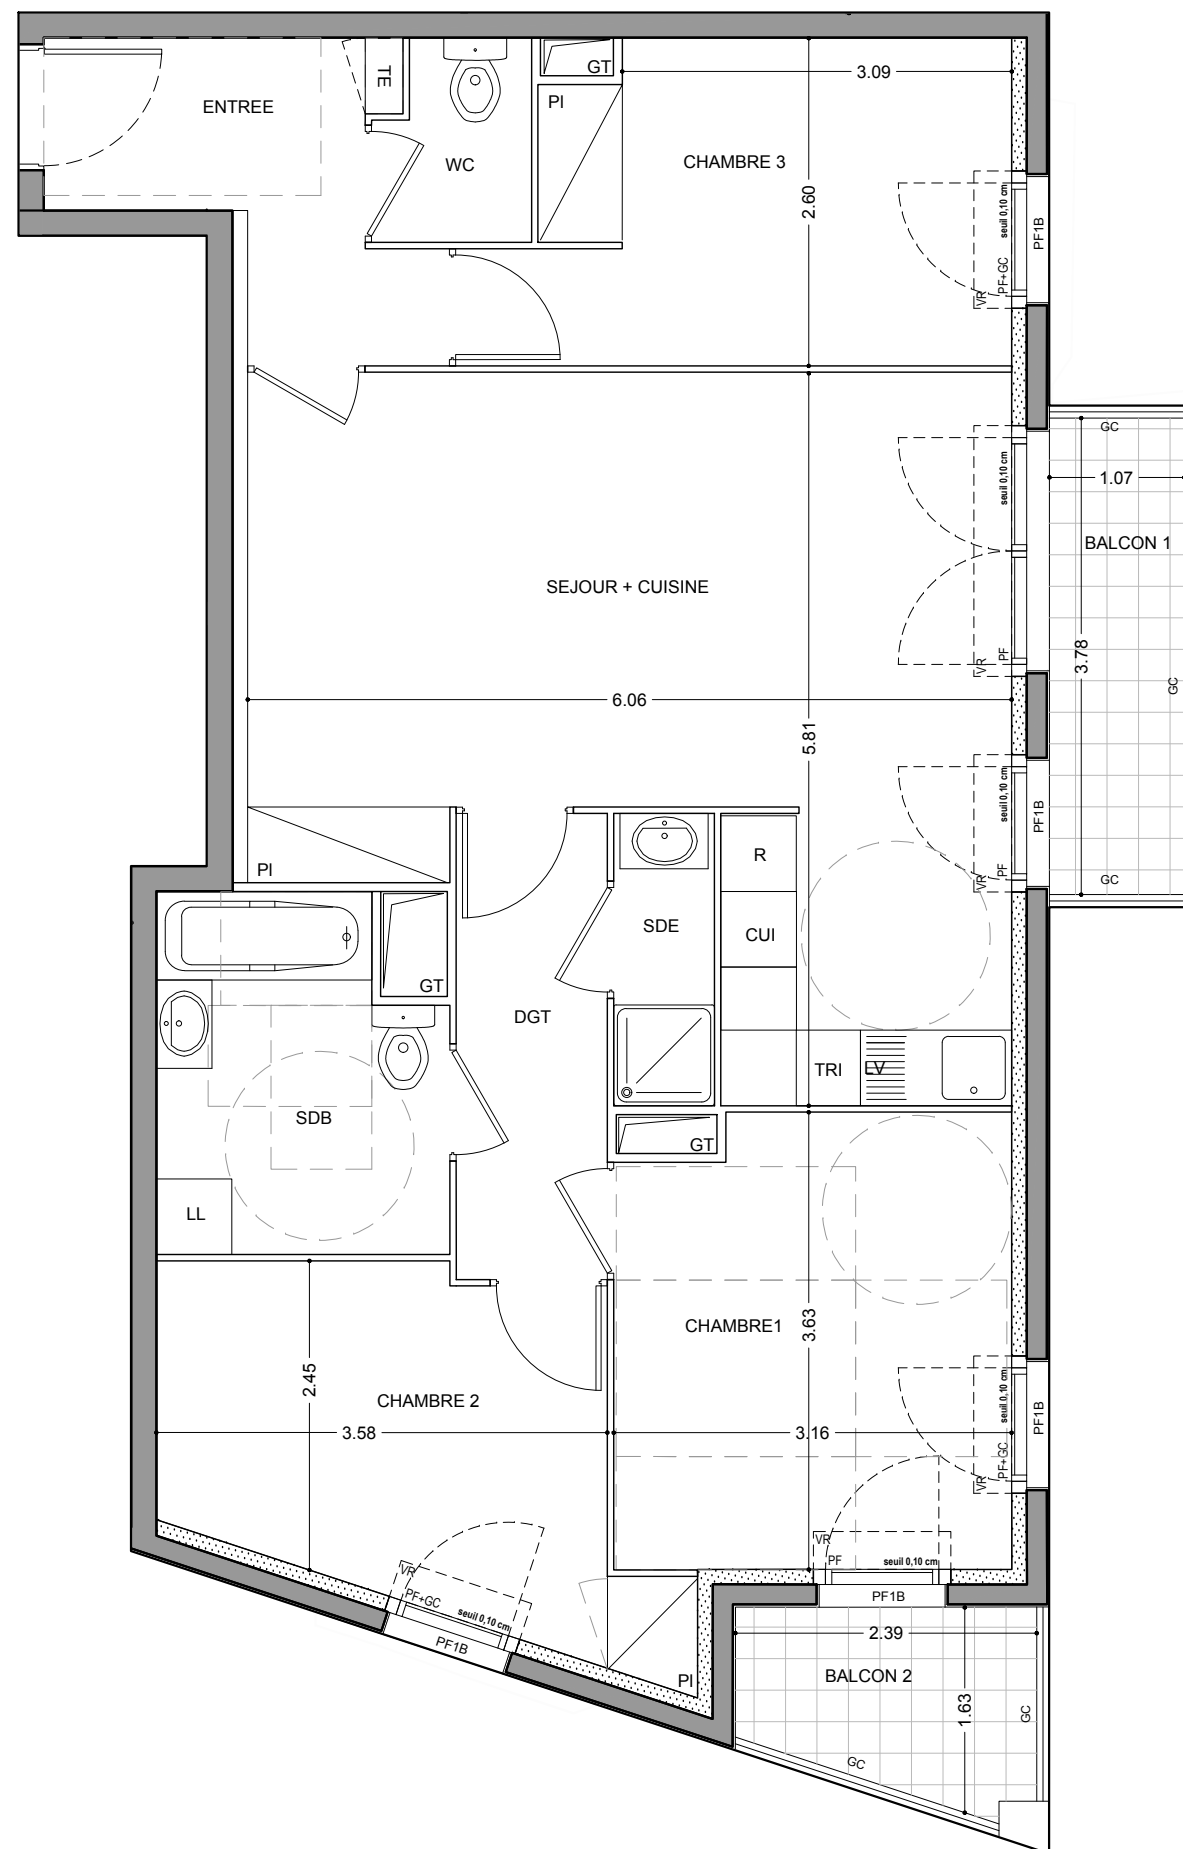 ENTREE
TE
WC
GT
PI
3.09
CHAMBRE 3
2.60
seuil 0,10 cm
PF+GC
VR
PF1B
GC
1.07
BALCON 1
3.78
GC
GC
seuil 0,10 cm
PF
VR
SEJOUR + CUISINE
6.06
5.81
seuil 0,10 cm
PF
VR
PF1B
PI
GT
SDE
R
CUI
DGT
TRI
LV
SDB
LL
GT
CHAMBRE1
3.63
2.45
CHAMBRE 2
3.58
3.16
seuil 0,10 cm
PF+GC
VR
PF1B
VR
PF
seuil 0,10 cm
PF1B
VR
PF+GC
seuil 0,10 cm
PF1B
PI
2.39
BALCON 2
1.63
GC
GC